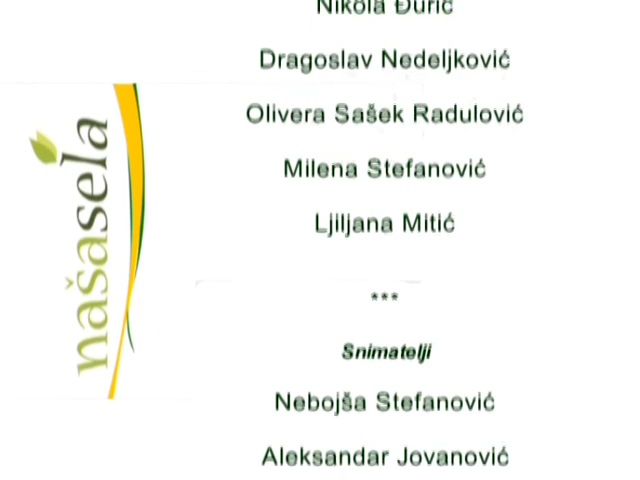 Nikola Đurić
Dragoslav Nedeljković
Olivera Sašek Radulović
Milena Stefanović
Ljiljana Mitić
***
Snimatelji
Nebojša Stefanović
Aleksandar Jovanović
našasela